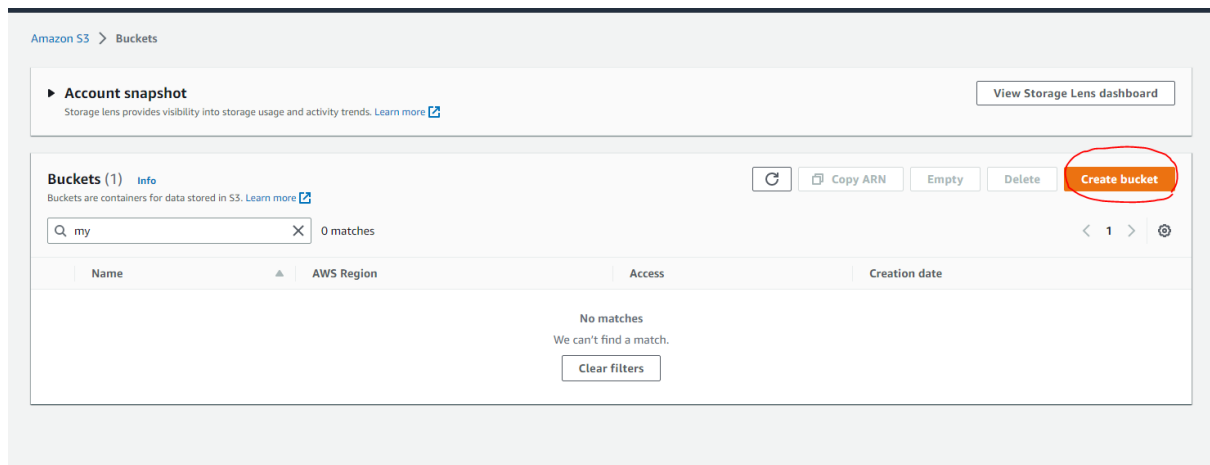 Amazon S3 > Buckets
Account snapshot
Storage lens provides visibility into storage usage and activity trends. Learn more
View Storage Lens dashboard
Buckets (1) Info
Buckets are containers for data stored in S3. Learn more
Copy ARN Empty Delete Create bucket
my 0 matches
1
Name AWS Region Access Creation date
No matches
We can't find a match.
Clear filters